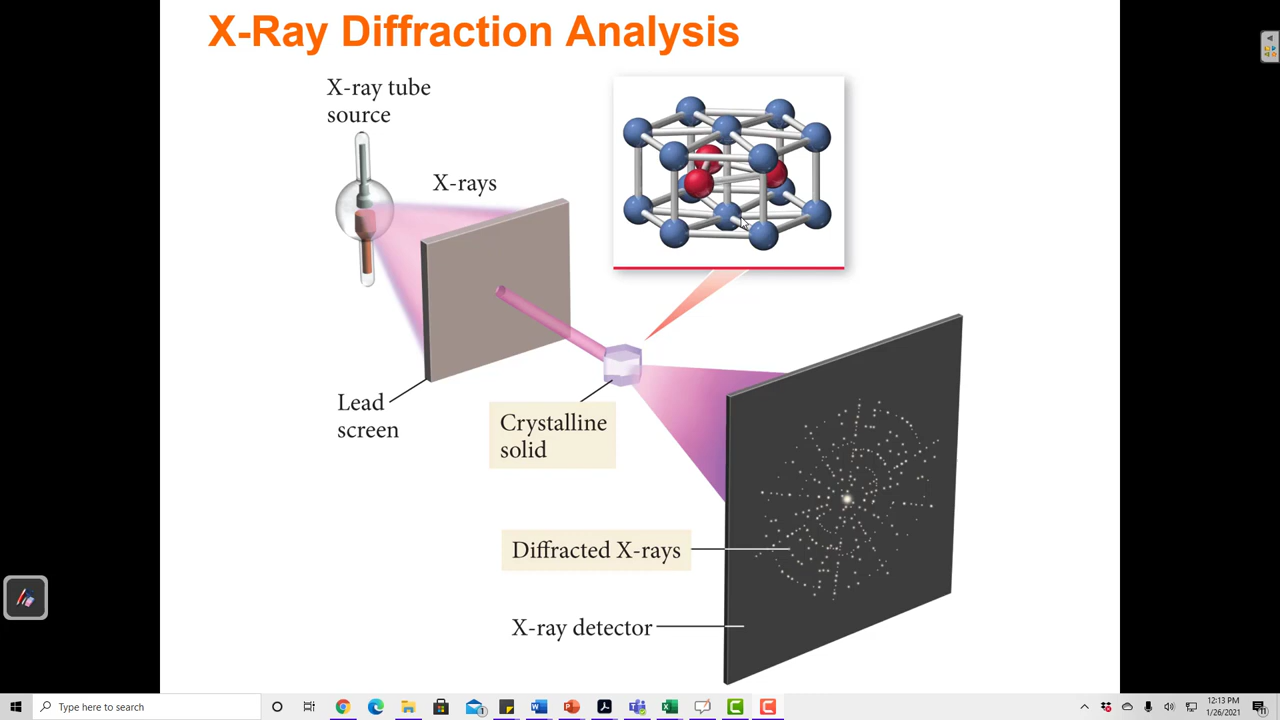 X-Ray Diffraction Analysis
X-ray tube
source
X-rays
Lead
screen
Crystalline
solid
Diffracted X-rays
X-ray detector
Type here to search
12:13 PM
1/26/2021